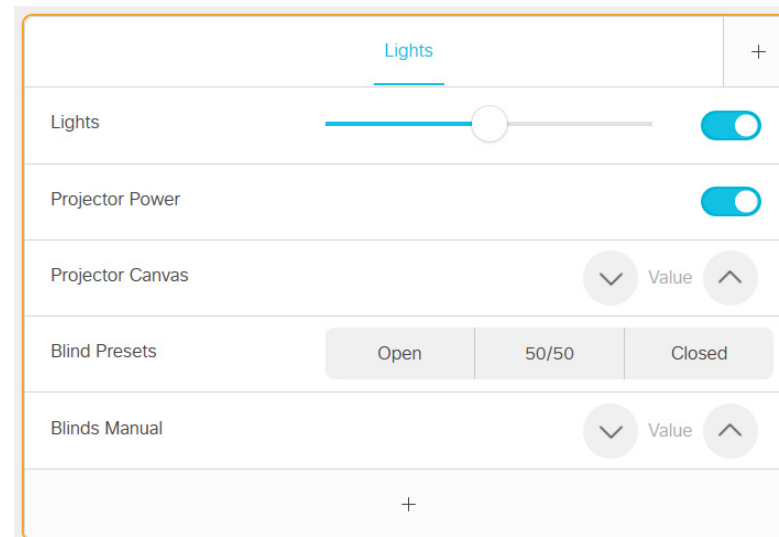 Lights
+
Lights
Projector Power
Projector Canvas Value
Blind Presets Open 50/50 Closed
Blinds Manual Value
+